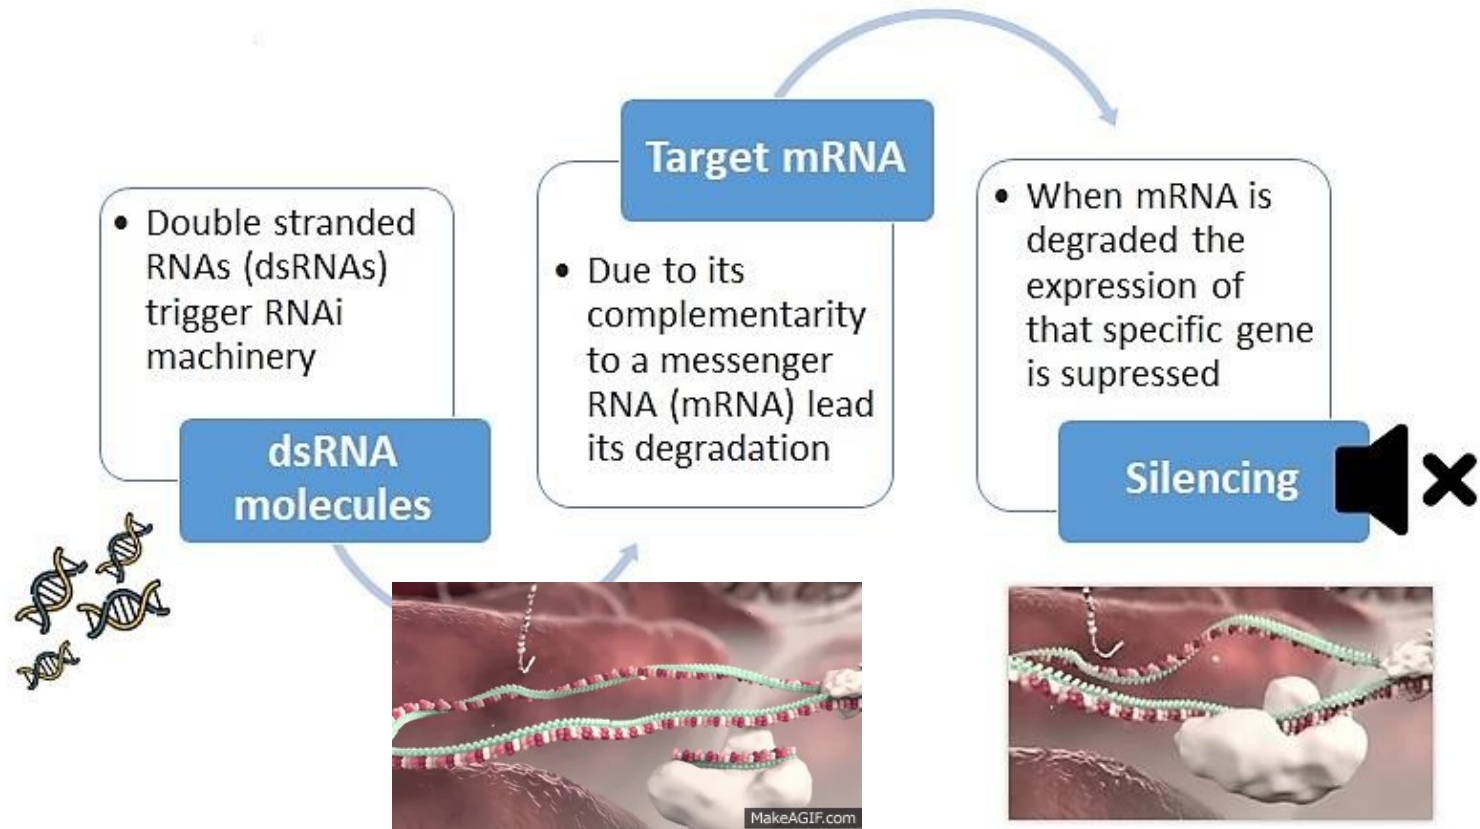 • Double stranded
RNAs (dsRNAs)
trigger RNAi
machinery
dsRNA
molecules
Target mRNA
• Due to its
complementarity
to a messenger
RNA (mRNA) lead
its degradation
• When mRNA is
degraded the
expression of
that specific gene
is supressed
Silencing
MakeAGIF.com